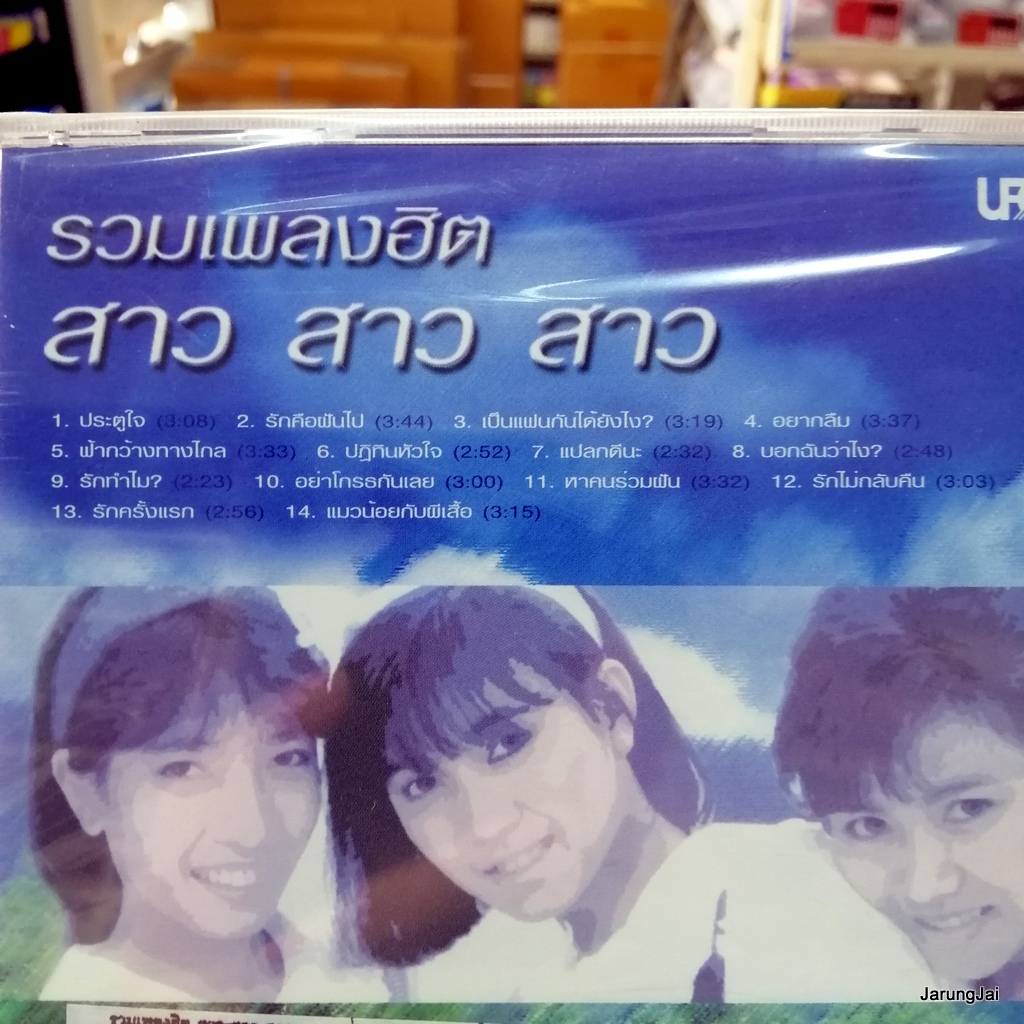 รวมเพลงฮิต
สาว สาว สาว
1. ประตูใจ (3:08) 2. รักคือฝันไป (3:44) 3. เป็นแฟนกันได้ยังไง? (3:19) 4. อยากลืม (3:37)
5. ฟ้ากว้างทางไกล (3:33) 6. ปฏิทินหัวใจ (2:52) 7. แปลกดีนะ (2:32) 8. บอกฉันว่าไง? (2:48)
9. รักทำไม? (2:23) 10. อย่าโกรธกันเลย (3:00) 11. หาคนร่วมฝัน (3:32) 12. รักไม่กลับคืน (3:03)
13. รักครั้งแรก (2:56) 14. แมวน้อยกับผีเสื้อ (3:15)
JarungJai